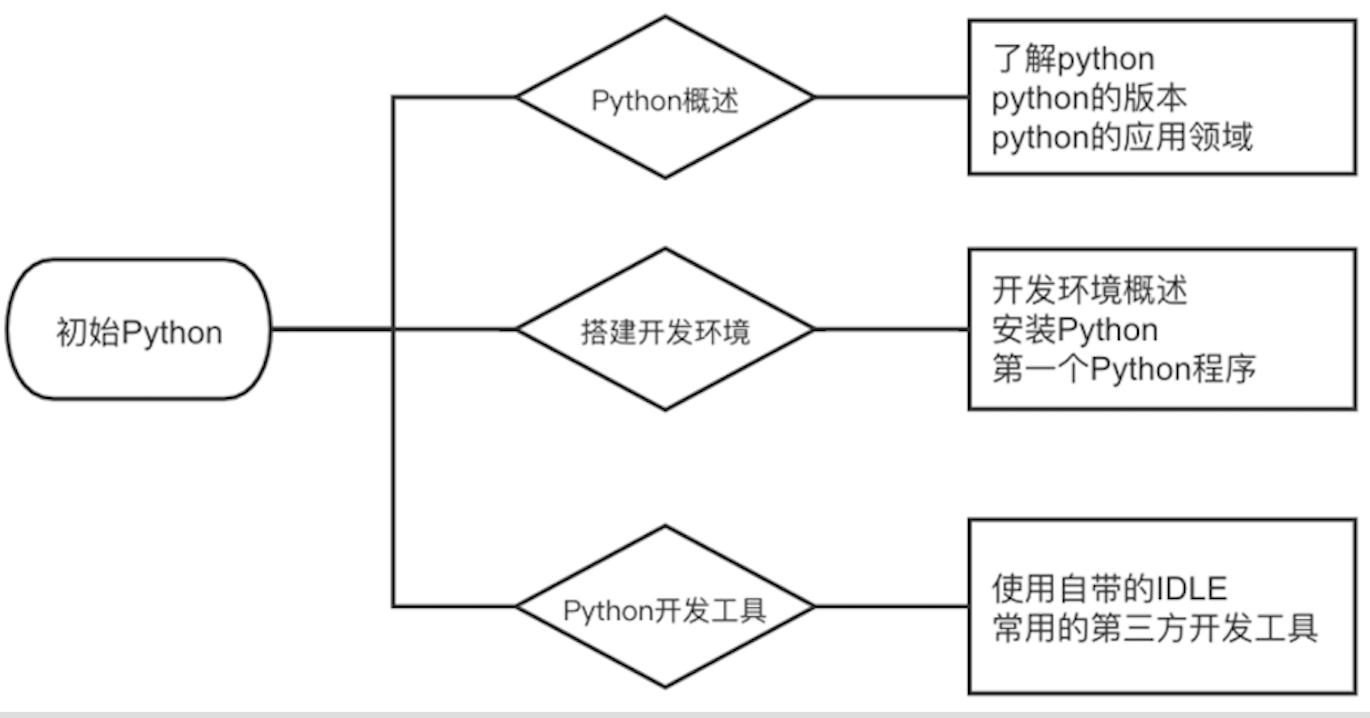 Python概述
了解python
python的版本
python的应用领域
初始Python
搭建开发环境
开发环境概述
安装Python
第一个Python程序
Python开发工具
使用自带的IDLE
常用的第三方开发工具